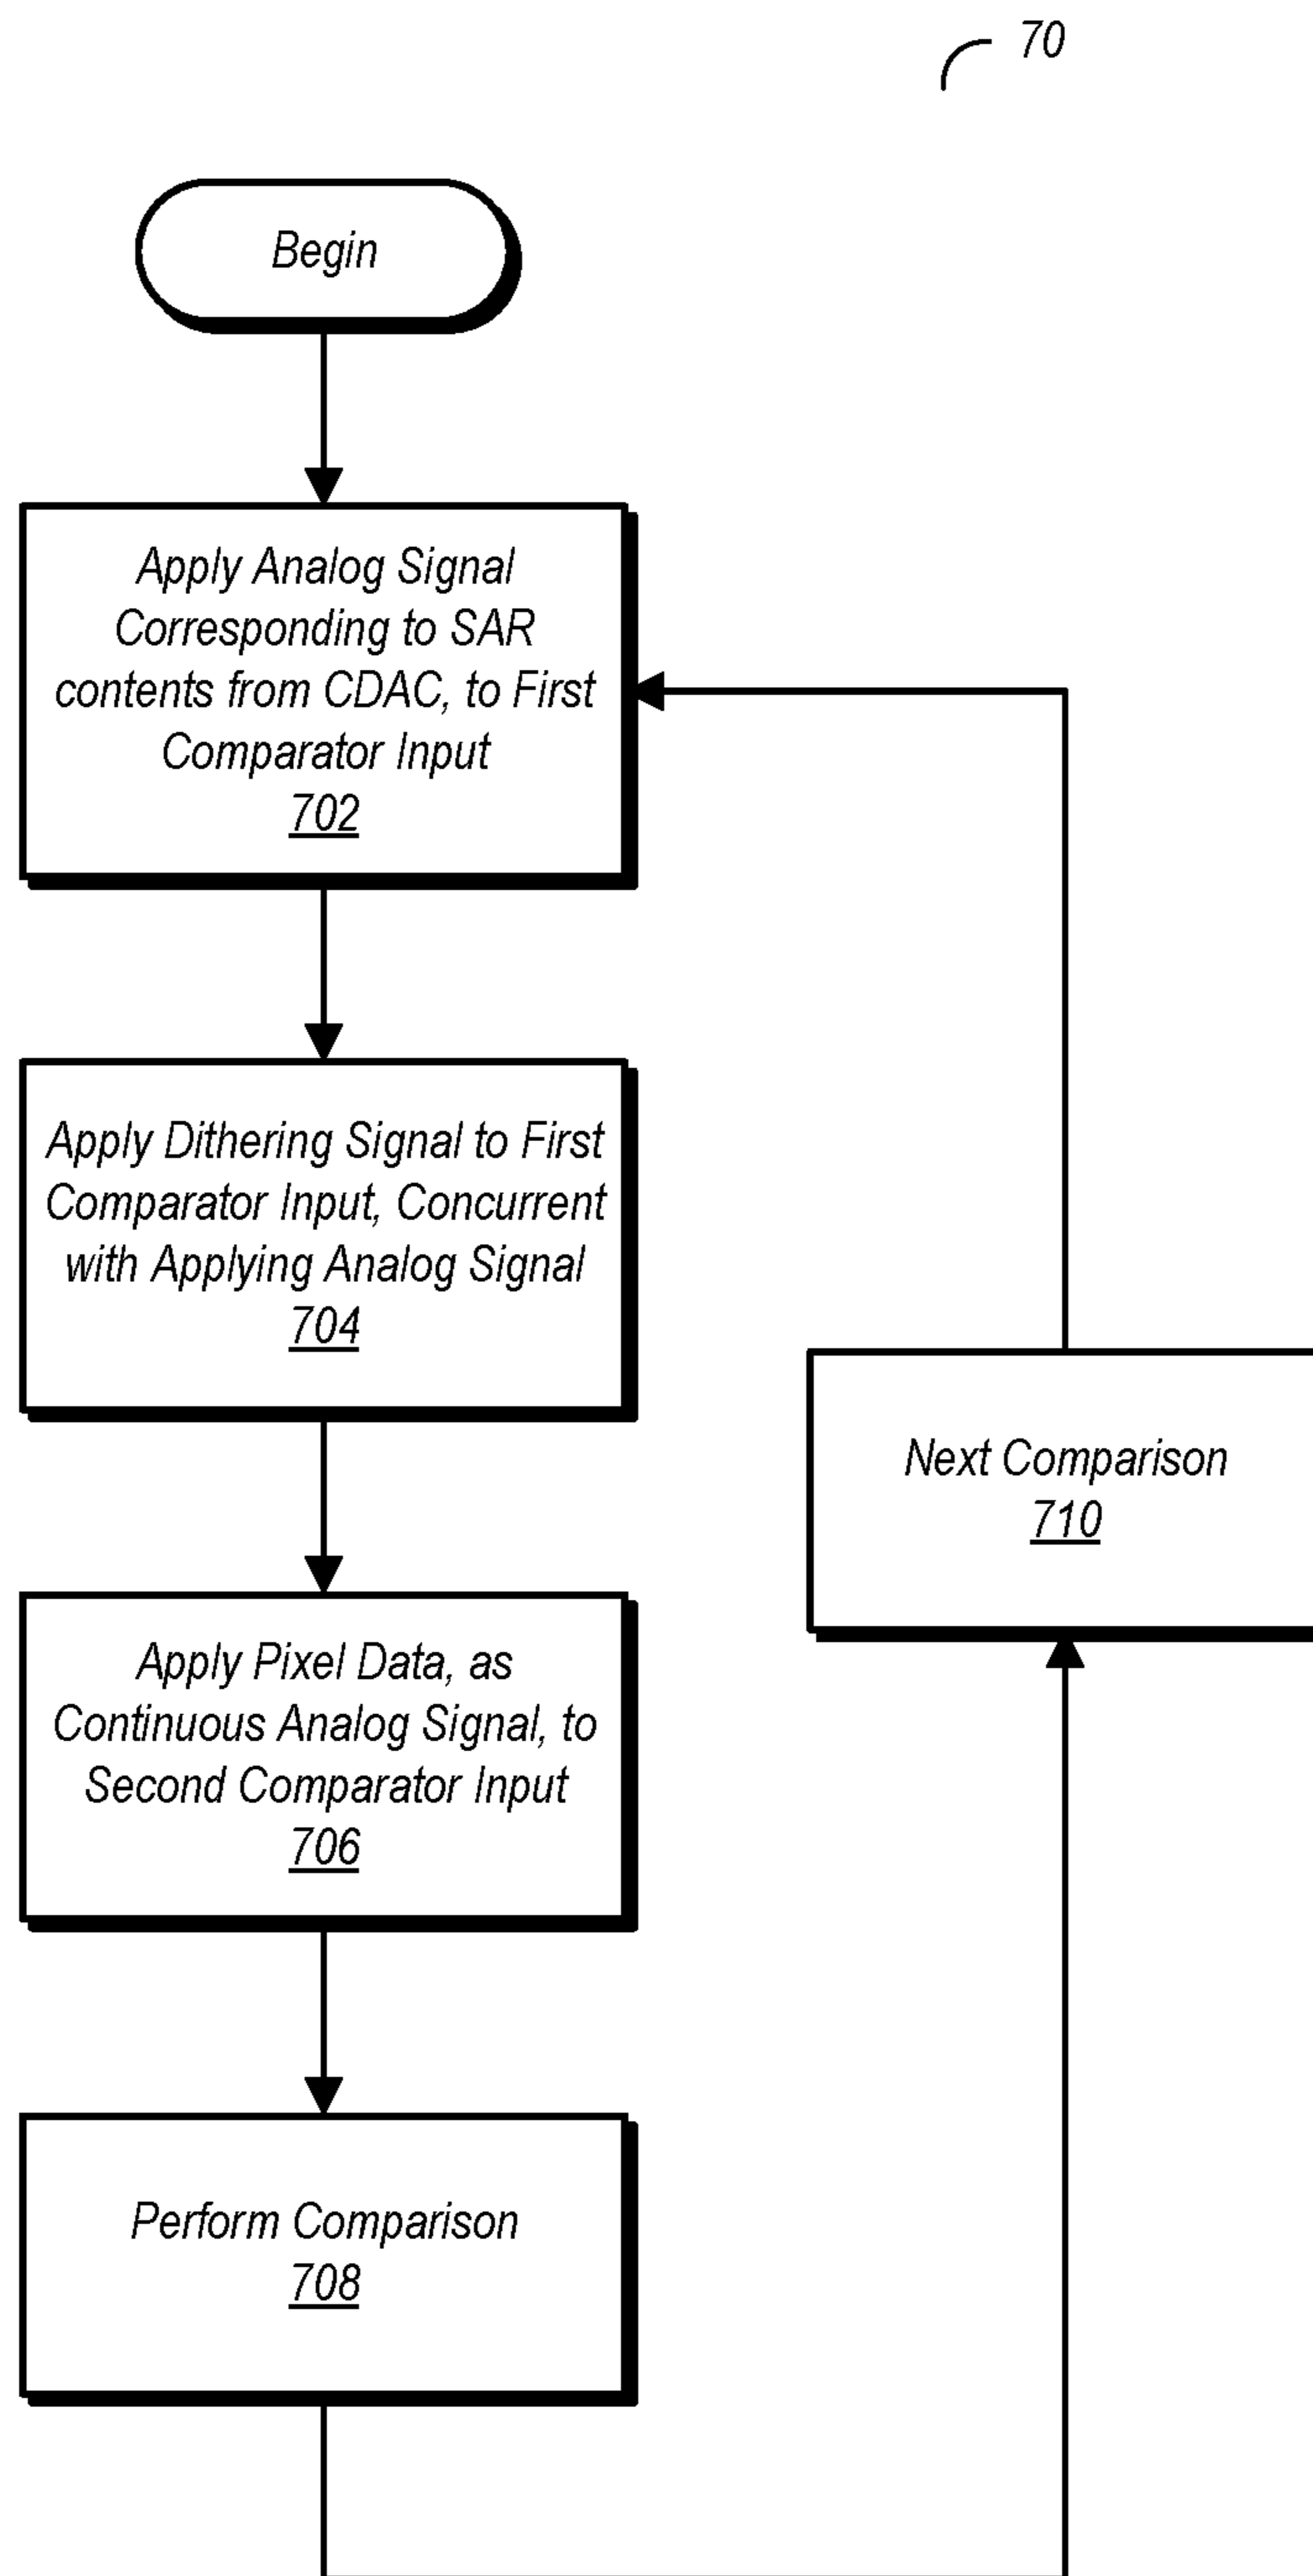 70
Begin
Apply Analog Signal
Corresponding to SAR
contents from CDAC, to First
Comparator Input
702
Apply Dithering Signal to First
Comparator Input, Concurrent
with Applying Analog Signal
704
Apply Pixel Data, as
Continuous Analog Signal, to
Second Comparator Input
706
Perform Comparison
708
Next Comparison
710